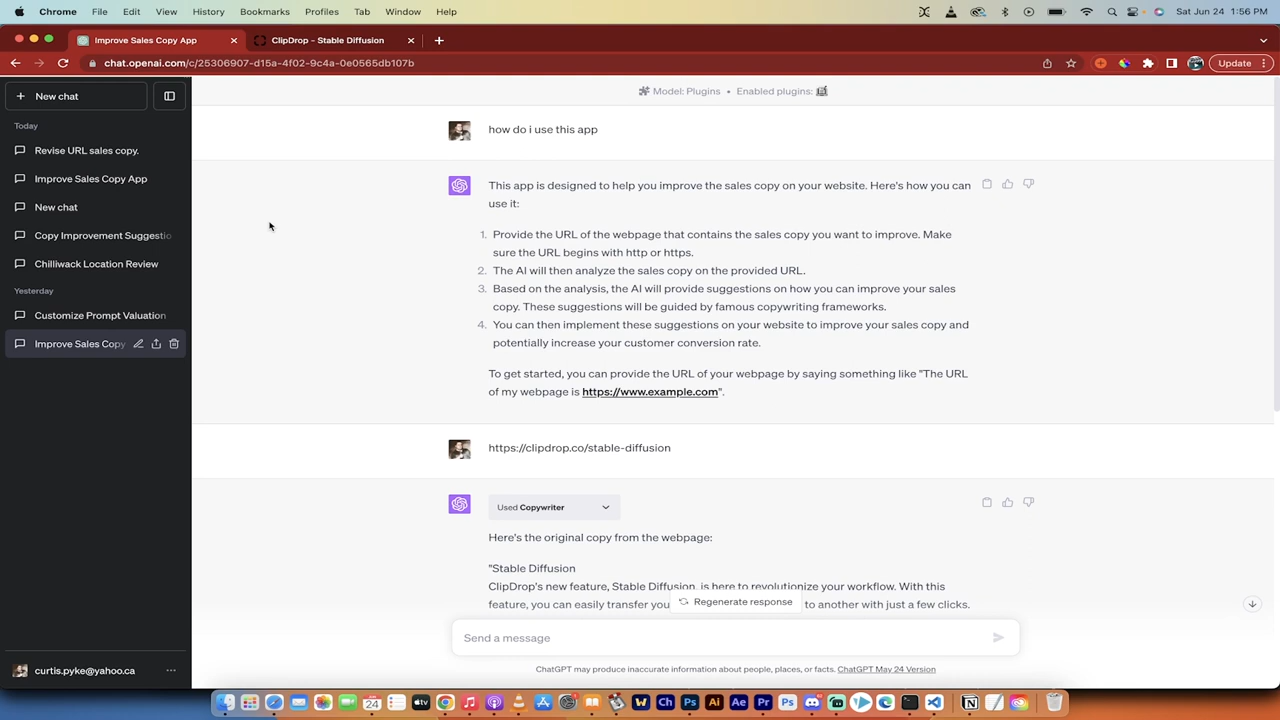 Chrome File Edit View History Bookmarks Profiles Tab Window Help
Sat Jun 24 1:56 PM
Improve Sales Copy App
ClipDrop - Stable Diffusion
chat.openai.com/c/25306907-d15a-4f02-9c4a-0e0565db107b
Update
New chat
Today
Revise URL sales copy.
Improve Sales Copy App
New chat
Copy Improvement Suggestio
Chilliwack Location Review
Yesterday
Customize Prompt Valuation
Improve Sales Copy
curtis.pyke@yahoo.ca
Model: Plugins • Enabled plugins:
how do i use this app
This app is designed to help you improve the sales copy on your website. Here's how you can
use it:
1. Provide the URL of the webpage that contains the sales copy you want to improve. Make
sure the URL begins with http or https.
2. The AI will then analyze the sales copy on the provided URL.
3. Based on the analysis, the AI will provide suggestions on how you can improve your sales
copy. These suggestions will be guided by famous copywriting frameworks.
4. You can then implement these suggestions on your website to improve your sales copy and
potentially increase your customer conversion rate.
To get started, you can provide the URL of your webpage by saying something like "The URL
of my webpage is https://www.example.com".
https://clipdrop.co/stable-diffusion
Used Copywriter
Here's the original copy from the webpage:
"Stable Diffusion
ClipDrop's new feature, Stable Diffusion, is here to revolutionize your workflow. With this
feature, you can easily transfer you to another with just a few clicks.
Regenerate response
Send a message
ChatGPT may produce inaccurate information about people, places, or facts. ChatGPT May 24 Version